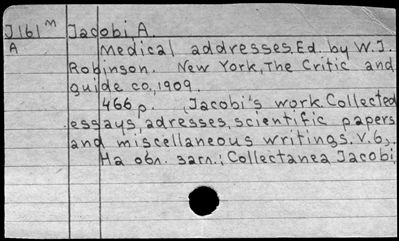 J161 m Jacobi, A.
A Medical addresses. Ed. by W.J.
Robinson. New York, The Critic and
guide co., 1909.
466 p. (Jacobi's work. Collected
essays, adresses, scientific papers
and miscellaneous writings. V.6).
На обл. загл.: Collectanea Jacobi,